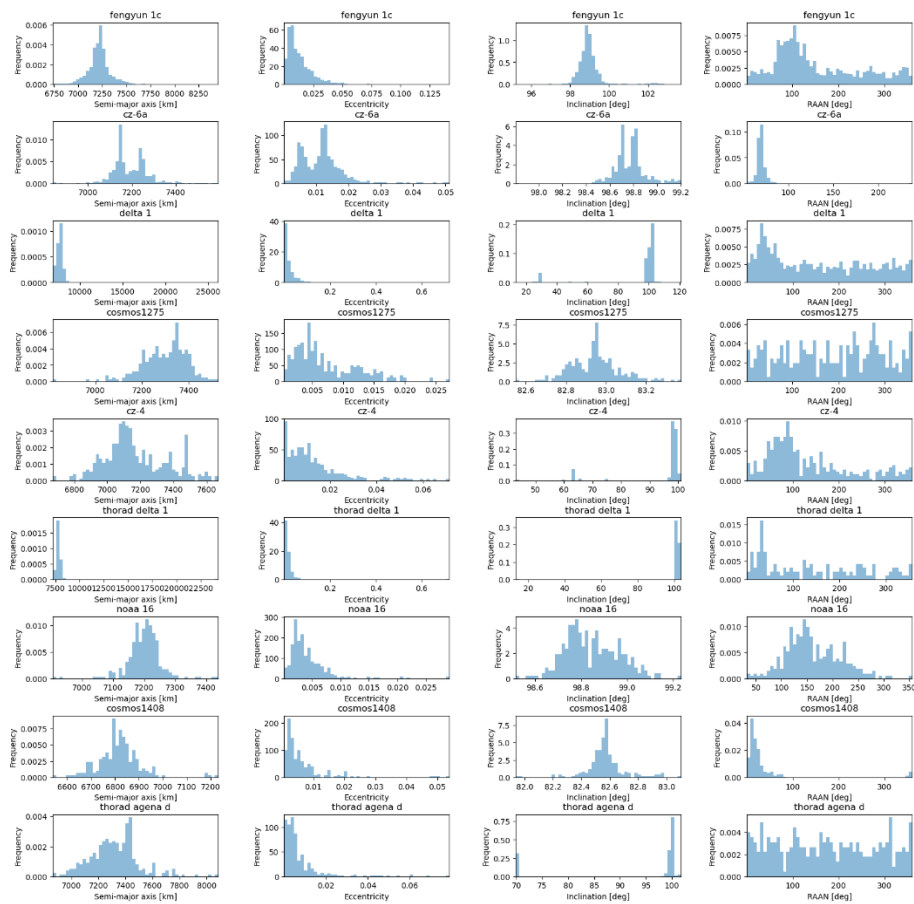 fengyun 1c
Frequency
0.006
0.004
0.002
0.000
6750 7000 7250 7500 7750 8000 8250
Semi-major axis [km]
fengyun 1c
Frequency
60
40
20
0
0.025 0.050 0.075 0.100 0.125
Eccentricity
fengyun 1c
Frequency
1.0
0.5
0.0
96 98 100 102
Inclination [deg]
fengyun 1c
Frequency
0.0075
0.0050
0.0025
0.0000
100 200 300
RAAN [deg]
cz-6a
Frequency
0.010
0.005
0.000
7000 7200 7400
Semi-major axis [km]
cz-6a
Frequency
100
50
0
0.01 0.02 0.03 0.04 0.05
Eccentricity
cz-6a
Frequency
6
4
2
0
98.0 98.2 98.4 98.6 98.8 99.0 99.2
Inclination [deg]
cz-6a
Frequency
0.10
0.05
0.00
100 150 200
RAAN [deg]
delta 1
Frequency
0.0010
0.0005
0.0000
10000 15000 20000 25000
Semi-major axis [km]
delta 1
Frequency
40
20
0
0.2 0.4 0.6
Eccentricity
delta 1
Frequency
0.2
0.1
0.0
20 40 60 80 100 120
Inclination [deg]
delta 1
Frequency
0.0075
0.0050
0.0025
0.0000
100 200 300
RAAN [deg]
cosmos1275
Frequency
0.006
0.004
0.002
0.000
7000 7200 7400
Semi-major axis [km]
cosmos1275
Frequency
150
100
50
0
0.005 0.010 0.015 0.020 0.025
Eccentricity
cosmos1275
Frequency
7.5
5.0
2.5
0.0
82.6 82.8 83.0 83.2
Inclination [deg]
cosmos1275
Frequency
0.006
0.004
0.002
0.000
100 200 300
RAAN [deg]
cz-4
Frequency
0.003
0.002
0.001
0.000
6800 7000 7200 7400 7600
Semi-major axis [km]
cz-4
Frequency
100
50
0
0.02 0.04 0.06
Eccentricity
cz-4
Frequency
0.3
0.2
0.1
0.0
50 60 70 80 90 100
Inclination [deg]
cz-4
Frequency
0.010
0.005
0.000
100 200 300
RAAN [deg]
thorad delta 1
Frequency
0.0015
0.0010
0.0005
0.0000
7500 10000 12500 15000 17500 20000 22500
Semi-major axis [km]
thorad delta 1
Frequency
40
20
0
0.2 0.4 0.6
Eccentricity
thorad delta 1
Frequency
0.3
0.2
0.1
0.0
20 40 60 80 100
Inclination [deg]
thorad delta 1
Frequency
0.015
0.010
0.005
0.000
100 200 300
RAAN [deg]
noaa 16
Frequency
0.010
0.005
0.000
7000 7100 7200 7300 7400
Semi-major axis [km]
noaa 16
Frequency
300
200
100
0
0.005 0.010 0.015 0.020 0.025
Eccentricity
noaa 16
Frequency
4
2
0
98.6 98.8 99.0 99.2
Inclination [deg]
noaa 16
Frequency
0.010
0.005
0.000
50 100 150 200 250 300 350
RAAN [deg]
cosmos1408
Frequency
0.0075
0.0050
0.0025
0.0000
6600 6700 6800 6900 7000 7100 7200
Semi-major axis [km]
cosmos1408
Frequency
200
100
0
0.01 0.02 0.03 0.04 0.05
Eccentricity
cosmos1408
Frequency
7.5
5.0
2.5
0.0
82.0 82.2 82.4 82.6 82.8 83.0
Inclination [deg]
cosmos1408
Frequency
0.04
0.02
0.00
100 200 300
RAAN [deg]
thorad agena d
Frequency
0.004
0.002
0.000
7000 7200 7400 7600 7800 8000
Semi-major axis [km]
thorad agena d
Frequency
100
50
0
0.02 0.04 0.06
Eccentricity
thorad agena d
Frequency
0.75
0.50
0.25
0.00
70 75 80 85 90 95 100
Inclination [deg]
thorad agena d
Frequency
0.004
0.002
0.000
100 200 300
RAAN [deg]